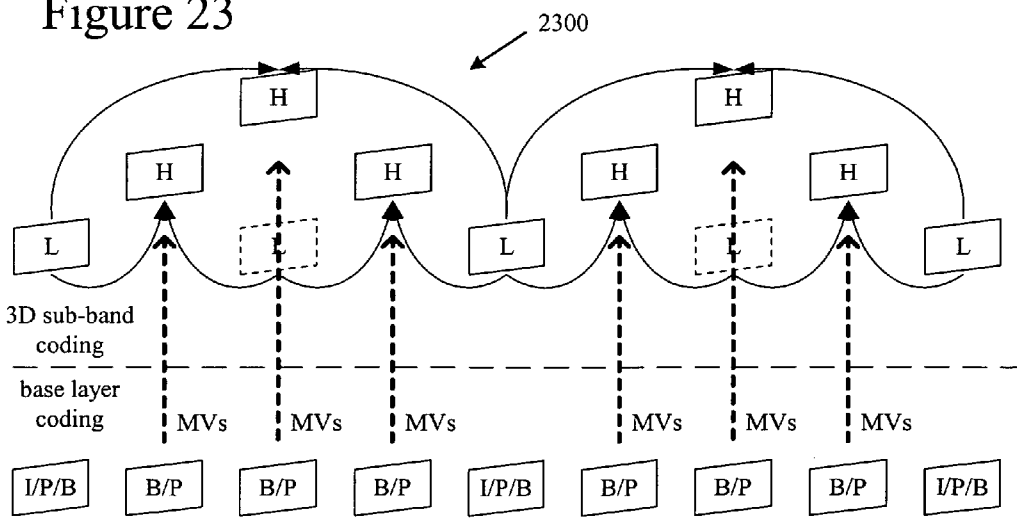 Figure 23
2300
H H
H H H H
L L L L L
3D sub-band
coding
base layer
coding
MVs MVs MVs MVs MVs MVs
I/P/B B/P B/P B/P I/P/B B/P B/P B/P I/P/B